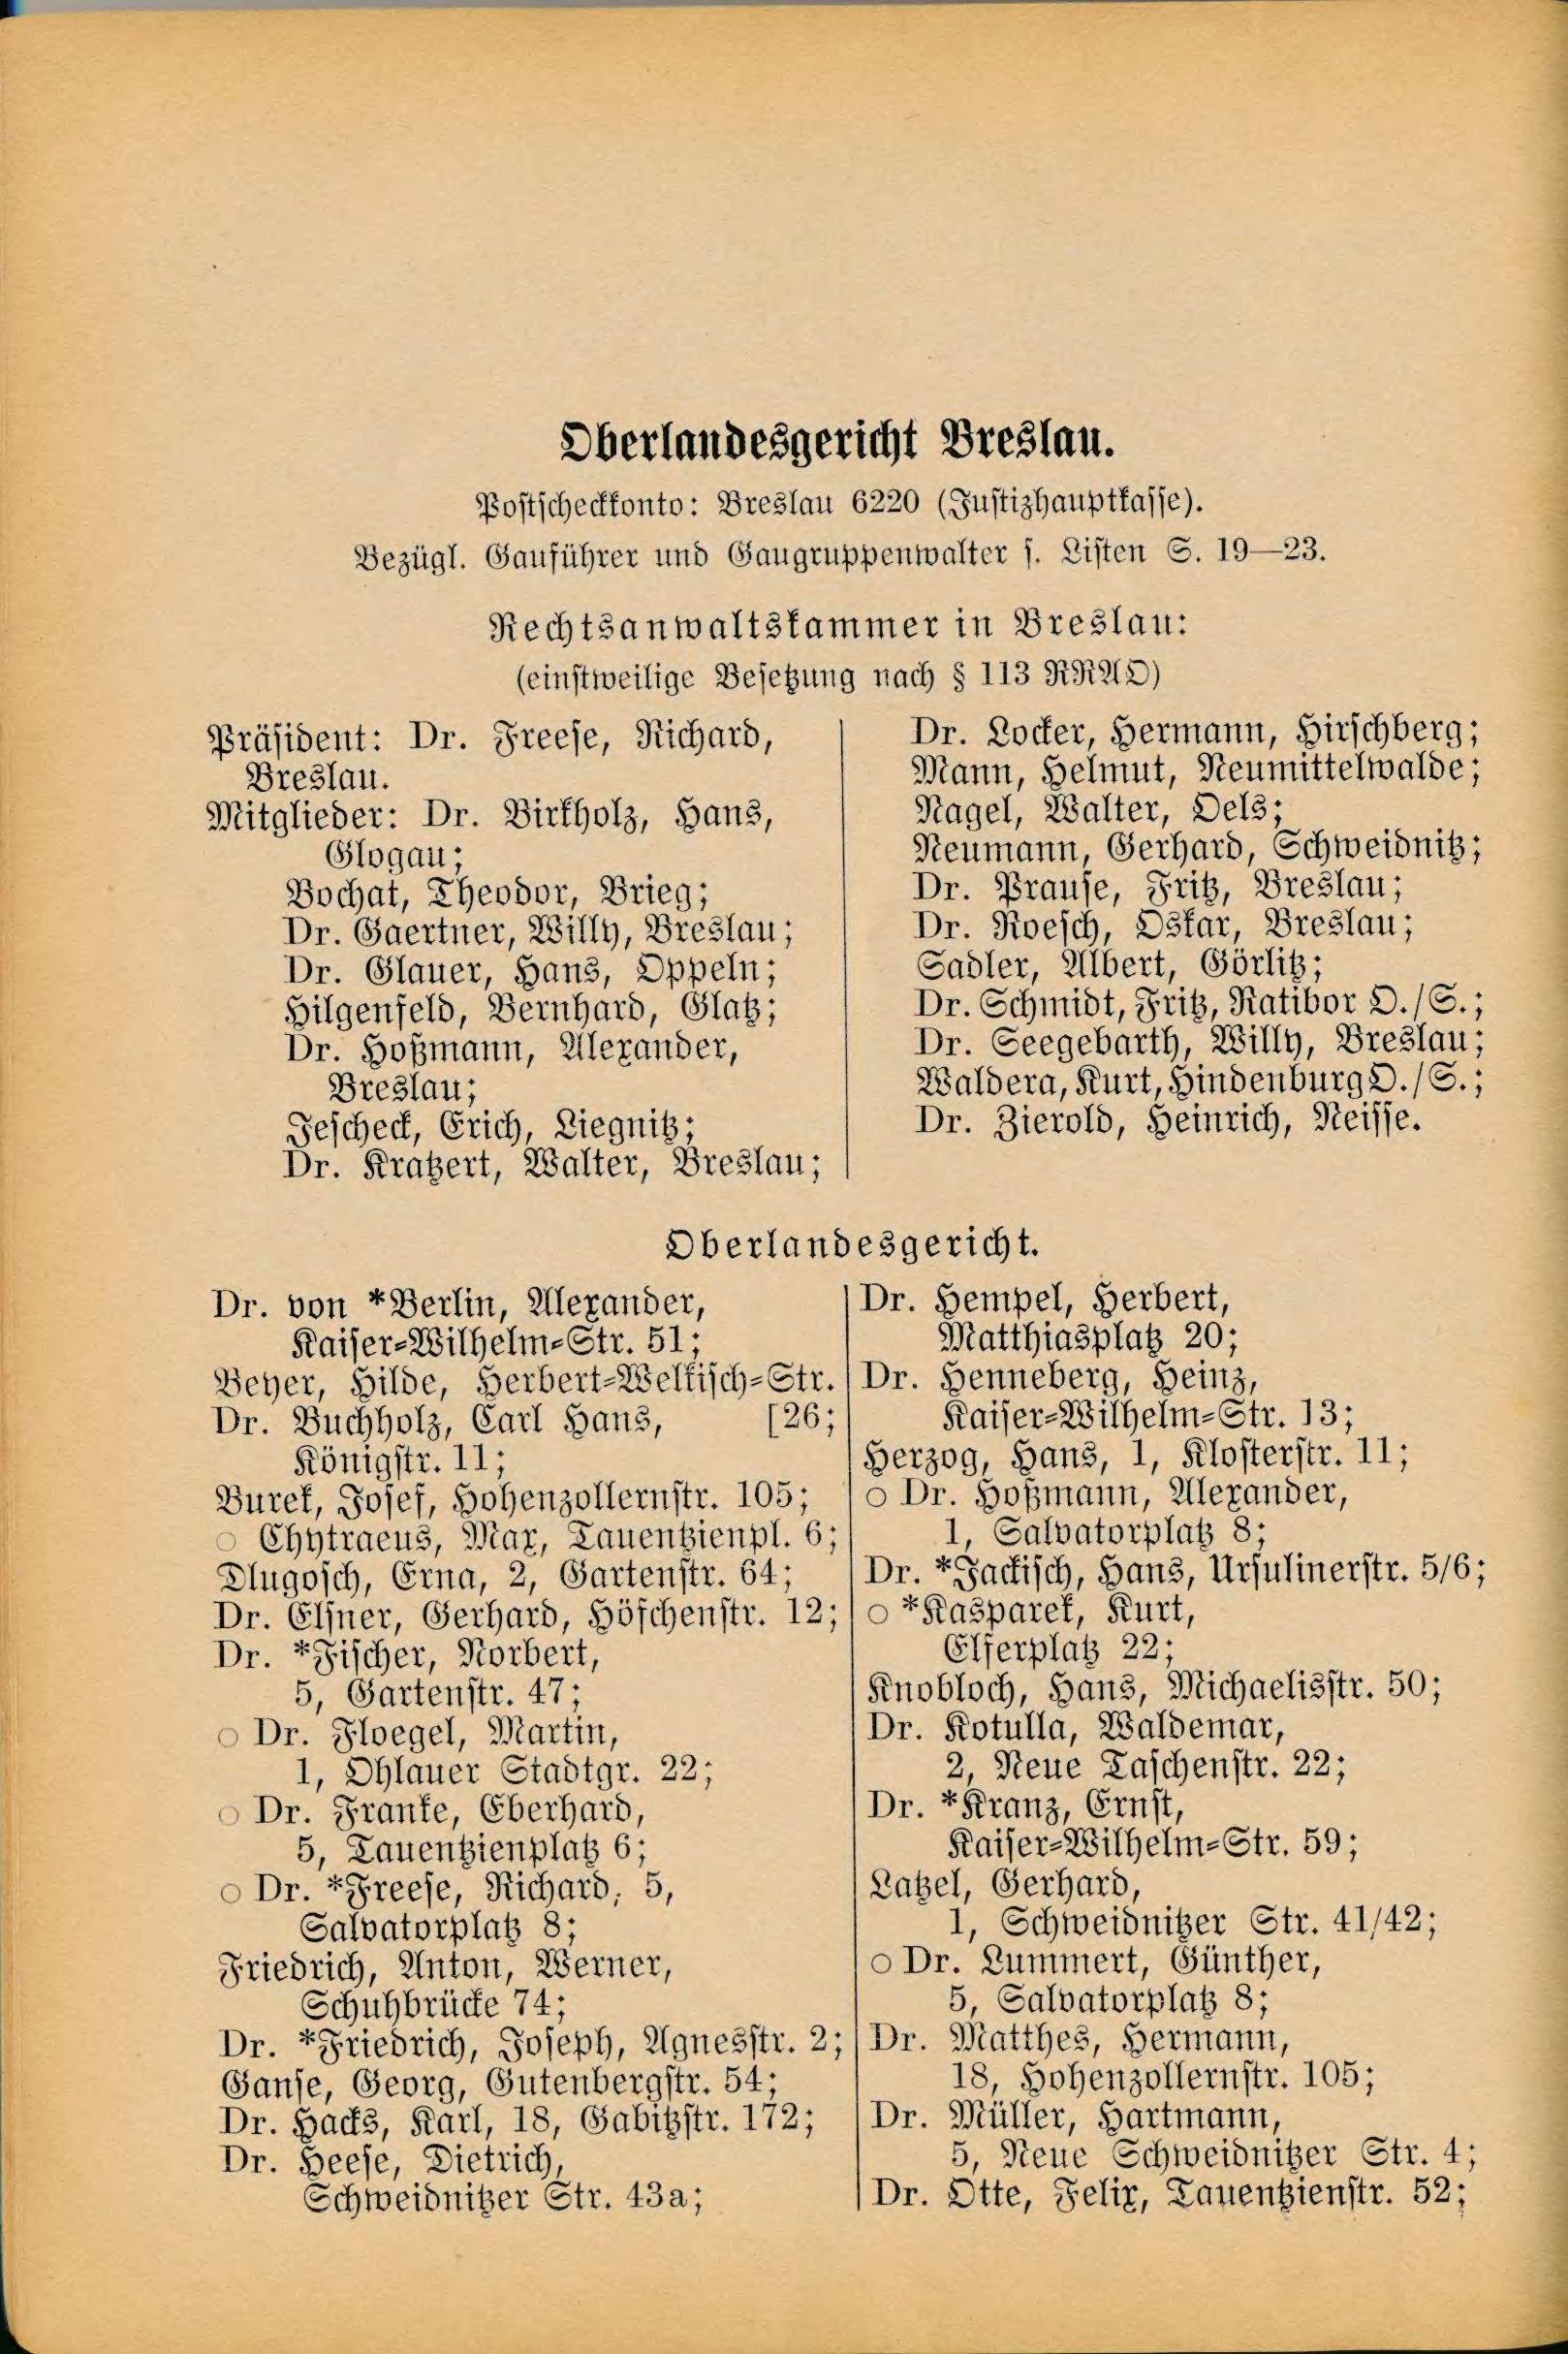 Oberlandesgericht Breslau.
Postscheckkonto: Breslau 6220 (Justizhauptkasse).
Bezügl. Gauführer und Gaugruppenwalter s. Listen S. 19—23.
Rechtsanwaltskammer in Breslau:
(einstweilige Besetzung nach § 113 RRAO)
Präsident: Dr. Freese, Richard,
Breslau.
Mitglieder: Dr. Birkholz, Hans,
Glogau;
Bochat, Theodor, Brieg;
Dr. Gaertner, Willy, Breslau;
Dr. Glauer, Hans, Oppeln;
Hilgenfeld, Bernhard, Glatz;
Dr. Hoßmann, Alexander,
Breslau;
Jescheck, Erich, Liegnitz;
Dr. Kratzert, Walter, Breslau;
Dr. Locker, Hermann, Hirschberg;
Mann, Helmut, Neumittelwalde;
Nagel, Walter, Oels;
Neumann, Gerhard, Schweidnitz;
Dr. Prause, Fritz, Breslau;
Dr. Roesch, Oskar, Breslau;
Sadler, Albert, Görlitz;
Dr. Schmidt, Fritz, Ratibor O./S.;
Dr. Seegebarth, Willy, Breslau;
Waldera, Kurt, Hindenburg O./S.;
Dr. Zierold, Heinrich, Neisse.
Oberlandesgericht.
Dr. von *Berlin, Alexander,
Kaiser-Wilhelm-Str. 51;
Beyer, Hilde, Herbert-Welkisch-Str.
Dr. Buchholz, Carl Hans, [26;
Königstr. 11;
Burek, Josef, Hohenzollernstr. 105;
○ Chytraeus, Max, Tauentzienpl. 6;
Dlugosch, Erna, 2, Gartenstr. 64;
Dr. Elsner, Gerhard, Höfchenstr. 12;
Dr. *Fischer, Norbert,
5, Gartenstr. 47;
○ Dr. Floegel, Martin,
1, Ohlauer Stadtgr. 22;
○ Dr. Franke, Eberhard,
5, Tauentzienplatz 6;
○ Dr. *Freese, Richard, 5,
Salvatorplatz 8;
Friedrich, Anton, Werner,
Schuhbrücke 74;
Dr. *Friedrich, Joseph, Agnesstr. 2;
Ganse, Georg, Gutenbergstr. 54;
Dr. Hacks, Karl, 18, Gabitzstr. 172;
Dr. Heese, Dietrich,
Schweidnitzer Str. 43a;
Dr. Hempel, Herbert,
Matthiasplatz 20;
Dr. Henneberg, Heinz,
Kaiser-Wilhelm-Str. 13;
Herzog, Hans, 1, Klosterstr. 11;
○ Dr. Hoßmann, Alexander,
1, Salvatorplatz 8;
Dr. *Jackisch, Hans, Ursulinerstr. 5/6;
○ *Kasparek, Kurt,
Elferplatz 22;
Knobloch, Hans, Michaelisstr. 50;
Dr. Kotulla, Waldemar,
2, Neue Taschenstr. 22;
Dr. *Kranz, Ernst,
Kaiser-Wilhelm-Str. 59;
Latzel, Gerhard,
1, Schweidnitzer Str. 41/42;
○ Dr. Lummert, Günther,
5, Salvatorplatz 8;
Dr. Matthes, Hermann,
18, Hohenzollernstr. 105;
Dr. Müller, Hartmann,
5, Neue Schweidnitzer Str. 4;
Dr. Otte, Felix, Tauentzienstr. 52;